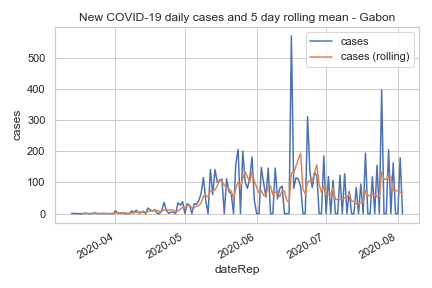 New COVID-19 daily cases and 5 day rolling mean - Gabon
cases
cases (rolling)
500
400
300
200
100
0
cases
2020-04
2020-05
2020-06
2020-07
2020-08
dateRep